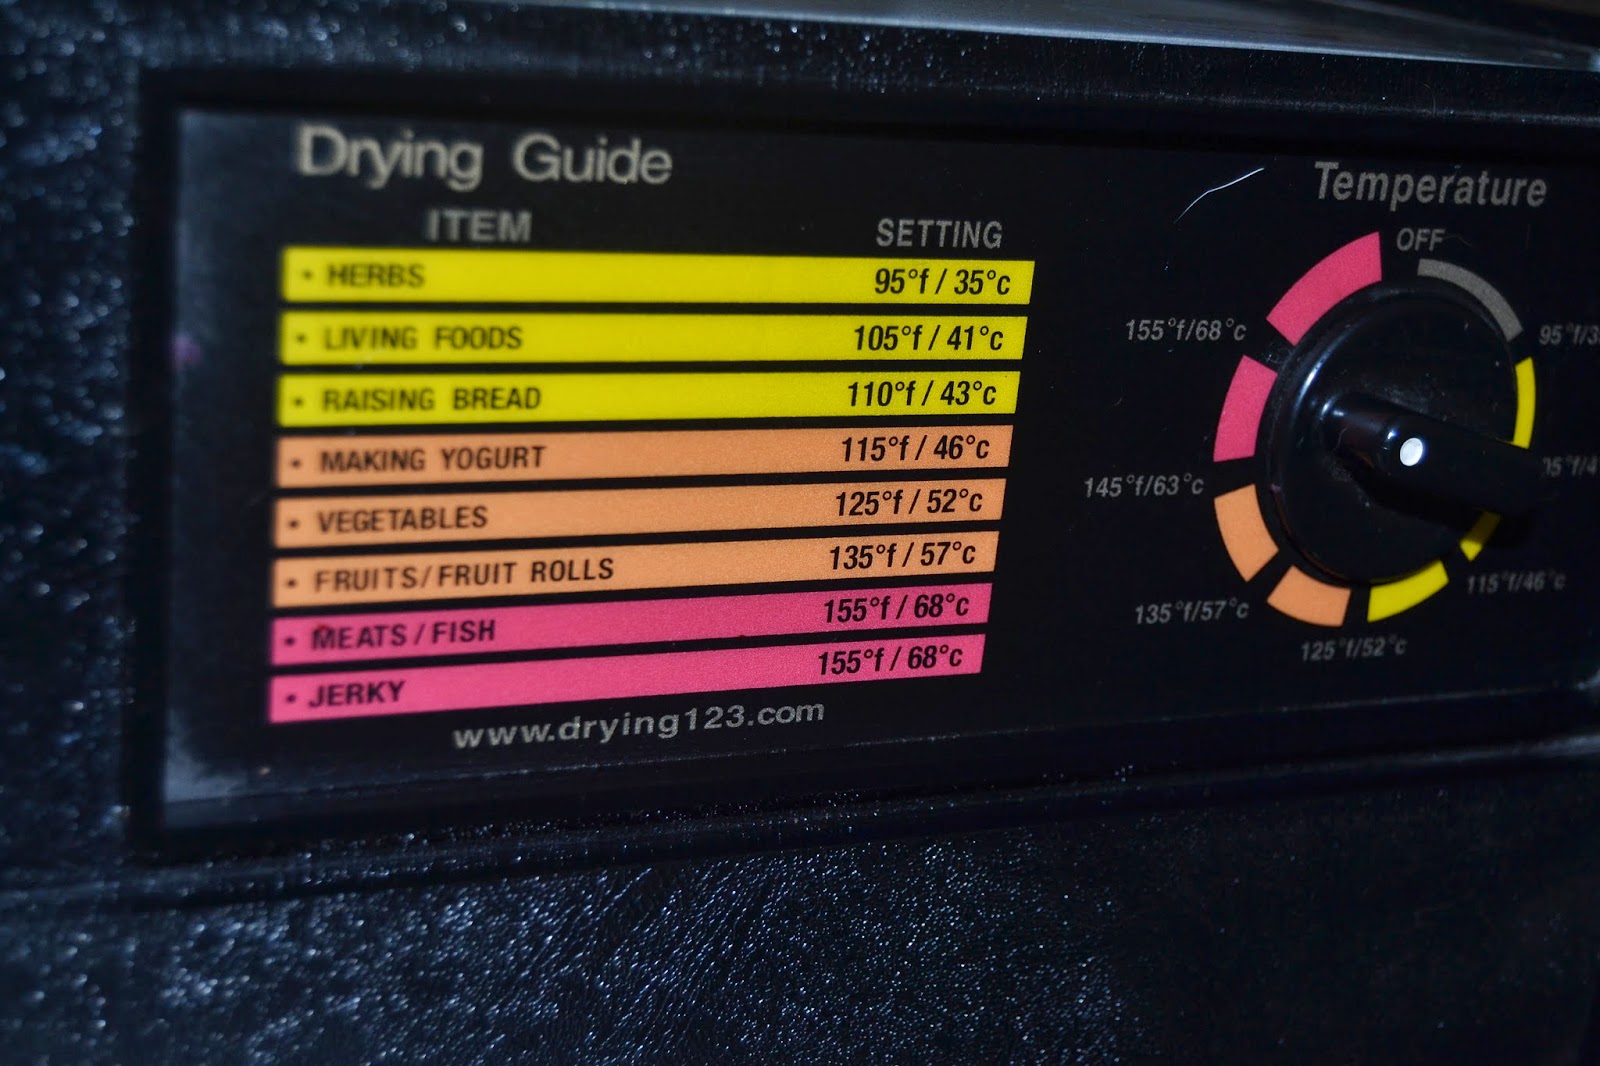 Drying Guide
ITEM SETTING
• HERBS 95°f / 35°c
• LIVING FOODS 105°f / 41°c
• RAISING BREAD 110°f / 43°c
• MAKING YOGURT 115°f / 46°c
• VEGETABLES 125°f / 52°c
• FRUITS/FRUIT ROLLS 135°f / 57°c
• MEATS / FISH 155°f / 68°c
• JERKY 155°f / 68°c
www.drying123.com
Temperature
OFF
155°f/68°c
145°f/63°c
135°f/57°c
125°f/52°c
115°f/46°c